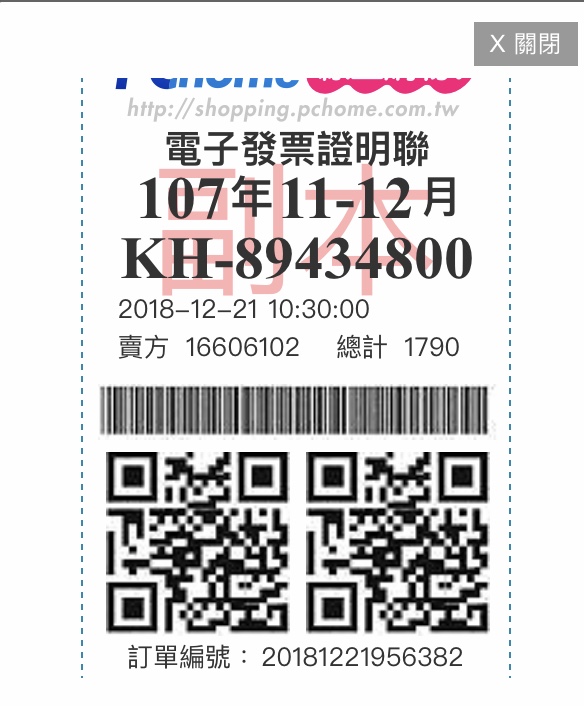 X 關閉
http://shopping.pchome.com.tw
電子發票證明聯
107年11-12月
副本
KH-89434800
2018-12-21 10:30:00
賣方 16606102 總計 1790
訂單編號： 20181221956382